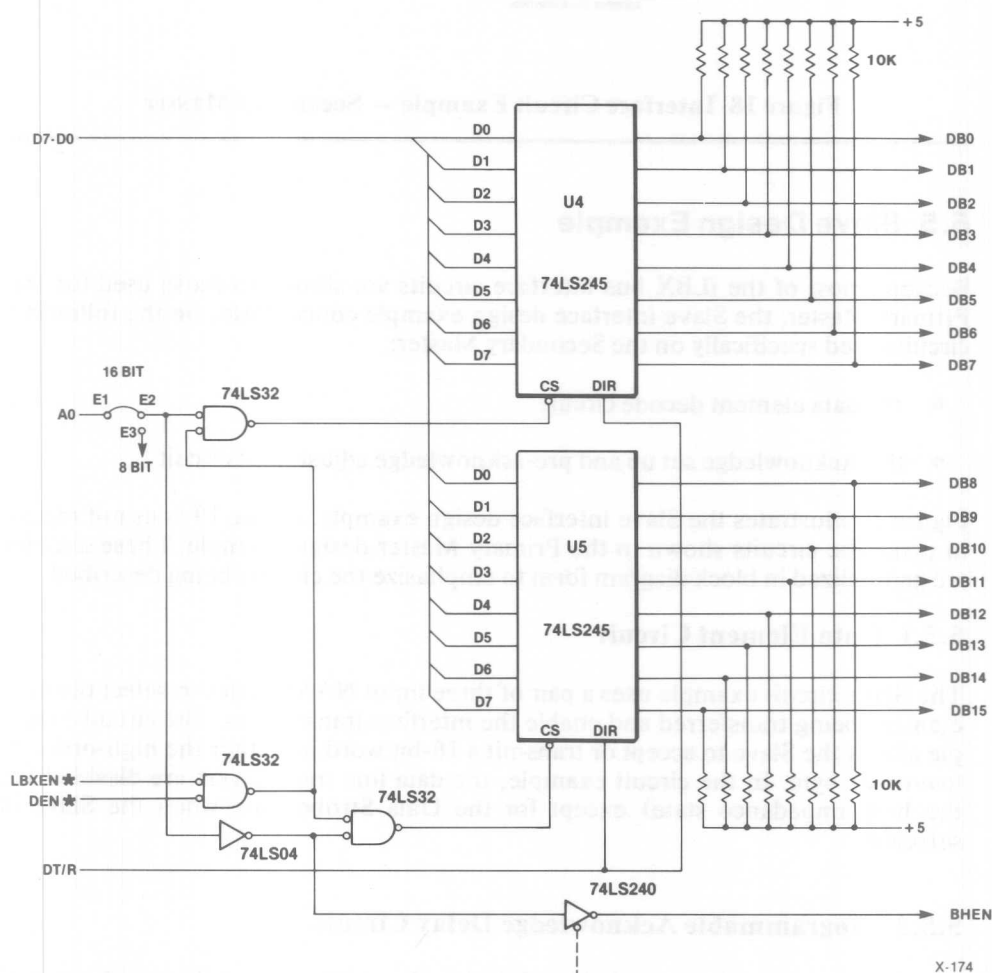 +5
10K
D7-D0
D0
DB0
D1
DB1
D2
U4
DB2
D3
DB3
D4
DB4
74LS245
D5
DB5
D6
DB6
D7
DB7
16 BIT
74LS32
CS
DIR
A0
E1
E2
E3
8 BIT
D0
DB8
D1
DB9
D2
U5
DB10
D3
DB11
D4
DB12
74LS245
D5
DB13
D6
DB14
D7
DB15
CS
DIR
74LS32
LBXEN*
DEN*
74LS32
10K
+5
74LS04
DT/R
74LS240
BHEN
X-174